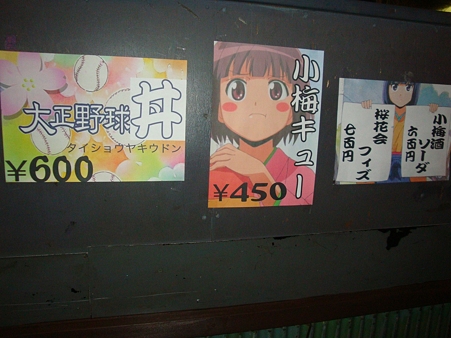 大正野球丼
タイショウヤキウドン
¥600
小梅キュー
¥450
小梅酒
ソーダ
六百円
桜花会
フィズ
七百円